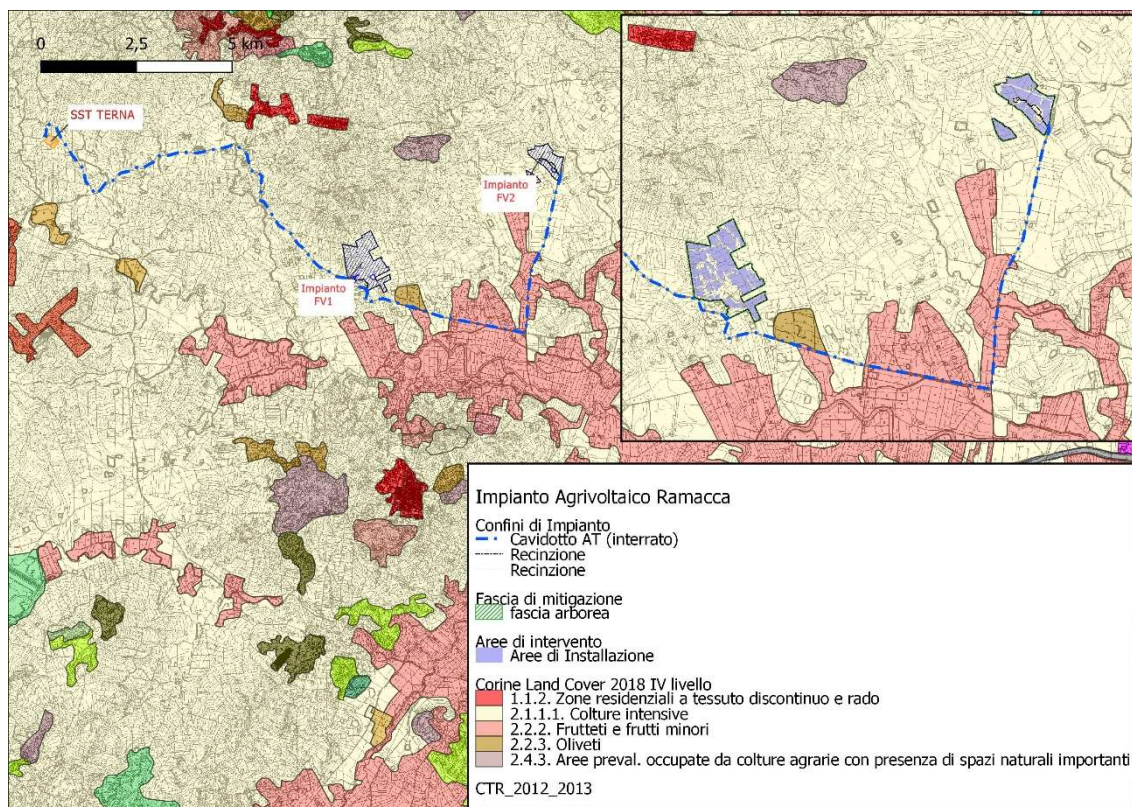 0 2,5 5 km
SST TERNA
Impianto
FV2
Impianto
FV1
Impianto Agrivoltaico Ramacca
Confini di Impianto
Cavidotto AT (interrato)
Recinzione
Recinzione
Fascia di mitigazione
fascia arborea
Aree di intervento
Aree di Installazione
Corine Land Cover 2018 IV livello
1.1.2. Zone residenziali a tessuto discontinuo e rado
2.1.1.1. Colture intensive
2.2.2. Frutteti e frutti minori
2.2.3. Oliveti
2.4.3. Aree preval. occupate da colture agrarie con presenza di spazi naturali importanti
CTR_2012_2013